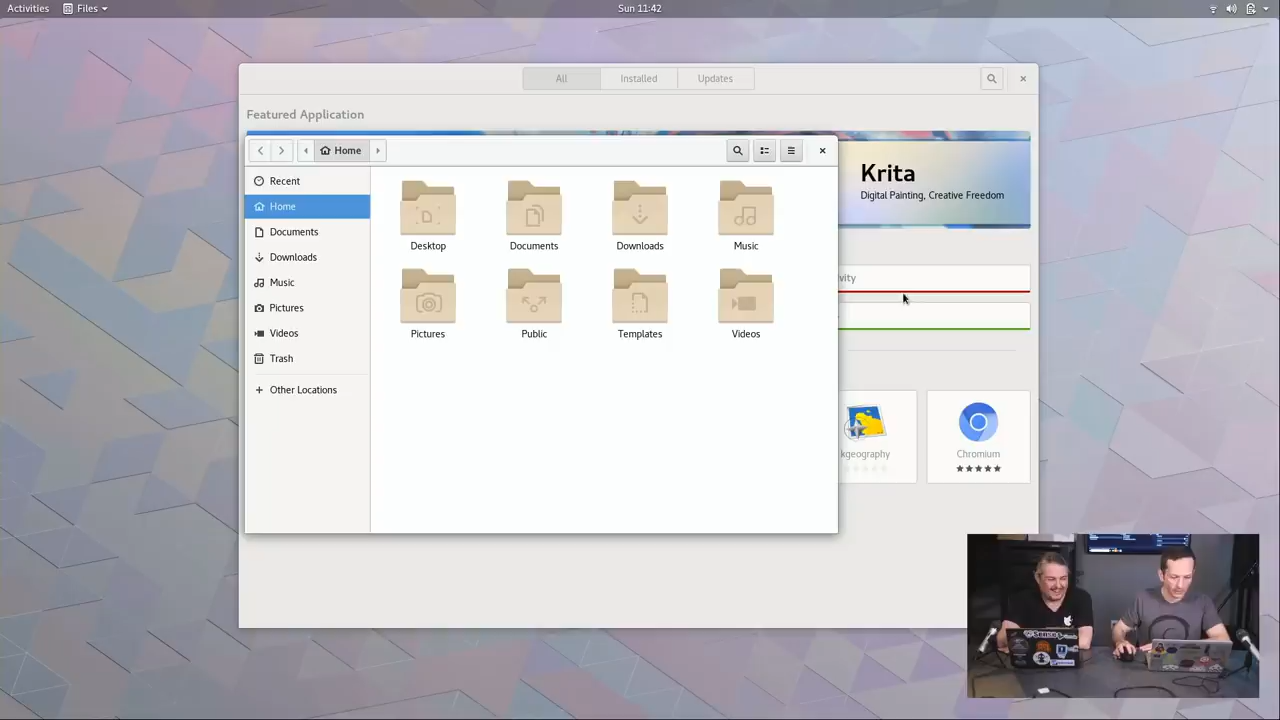 Activities
Files
Sun 11:42
All
Installed
Updates
Featured Application
Krita
Digital Painting, Creative Freedom
Home
Recent
Home
Documents
Downloads
Music
Pictures
Videos
Trash
Other Locations
Desktop
Documents
Downloads
Music
Pictures
Public
Templates
Videos
vity
kgeography
Chromium